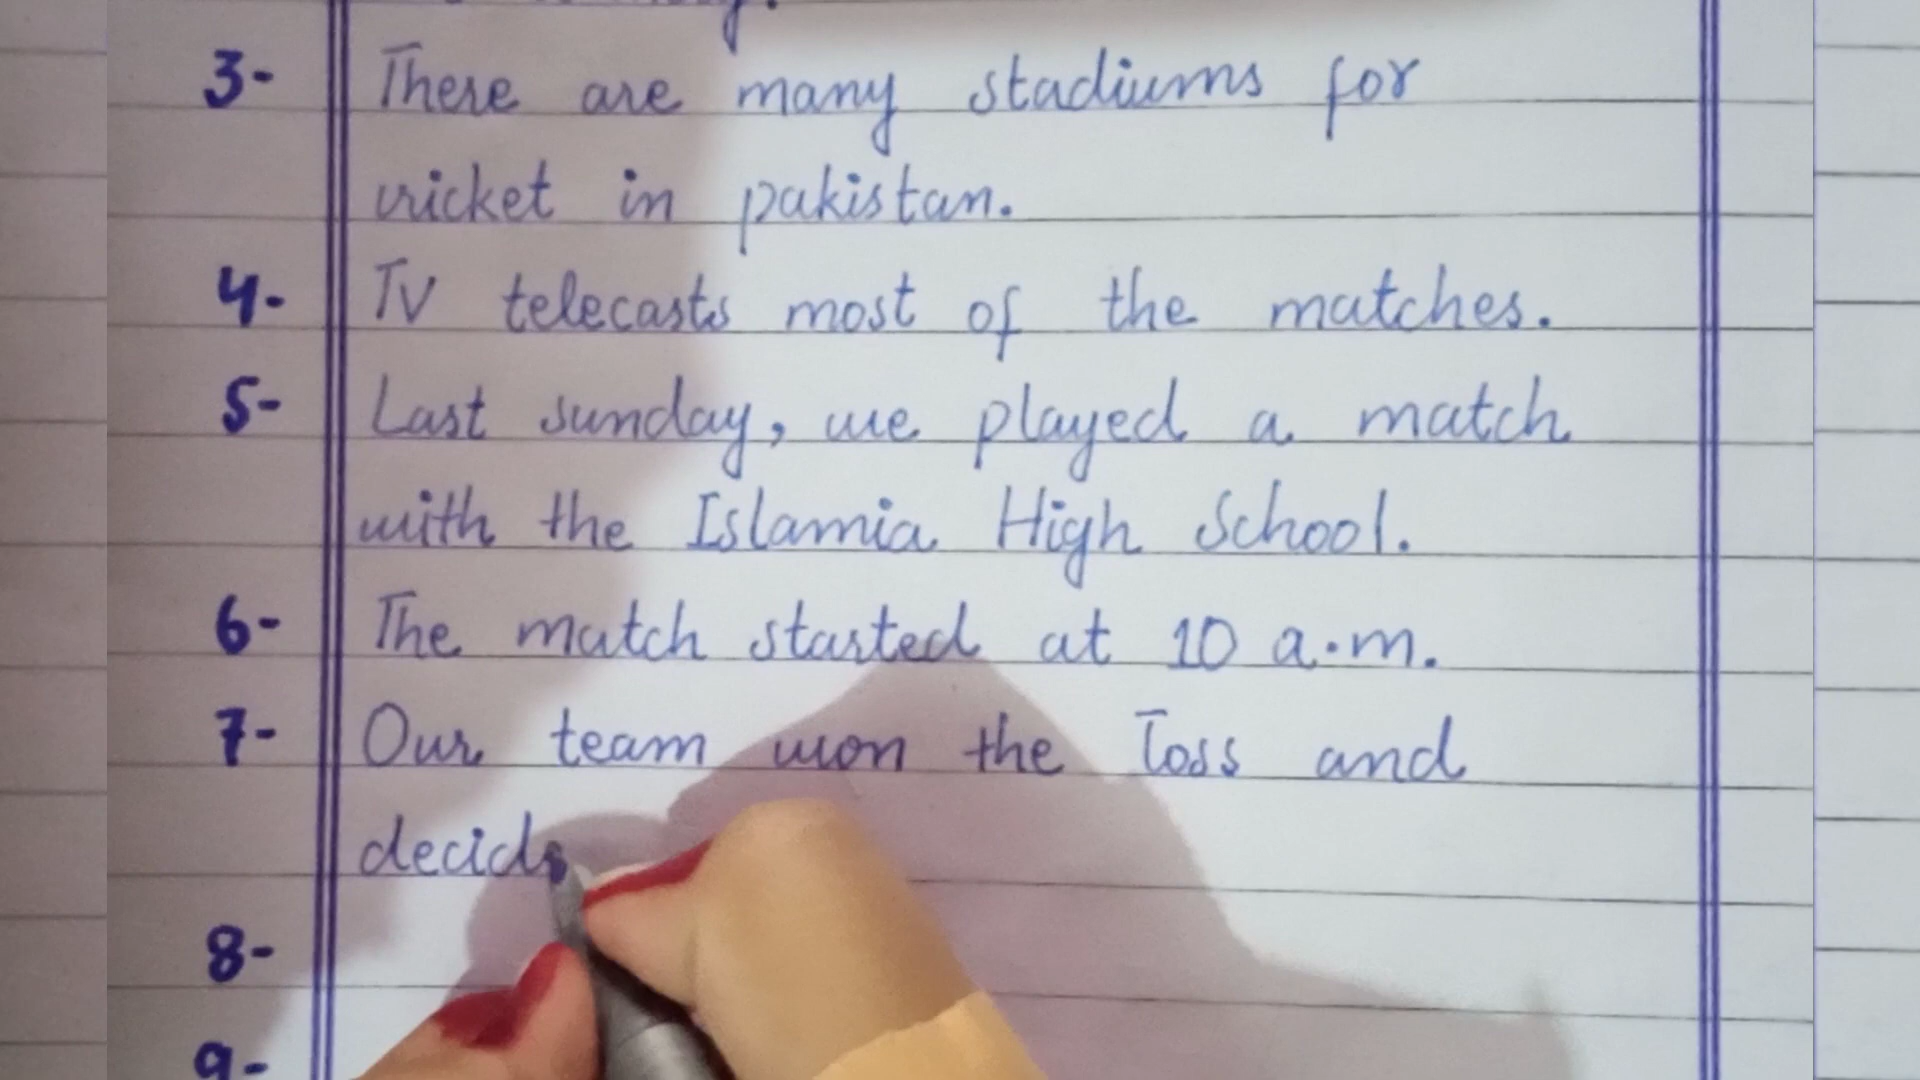 3- There are many stadiums for
cricket in pakistan.
4- TV telecasts most of the matches.
5- Last sunday, we played a match
with the Islamia High School.
6- The match started at 10 a.m.
7- Our team won the Toss and
decide
8-
9-